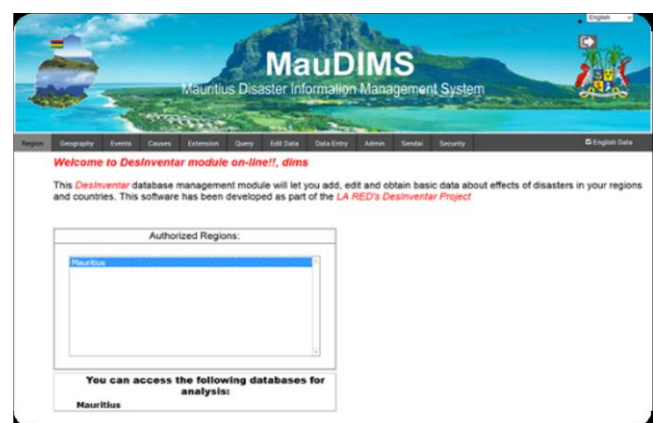 English
MauDIMS
Mauritius Disaster Information Management System
Region Geography Events Causes Extension Query Edit Data Data Entry Admin Sendai Security English Data
Welcome to DesInventar module on-line!!, dims
This DesInventar database management module will let you add, edit and obtain basic data about effects of disasters in your regions
and countries. This software has been developed as part of the LA RED's DesInventar Project
Authorized Regions:
Mauritius
You can access the following databases for
analysis:
Mauritius